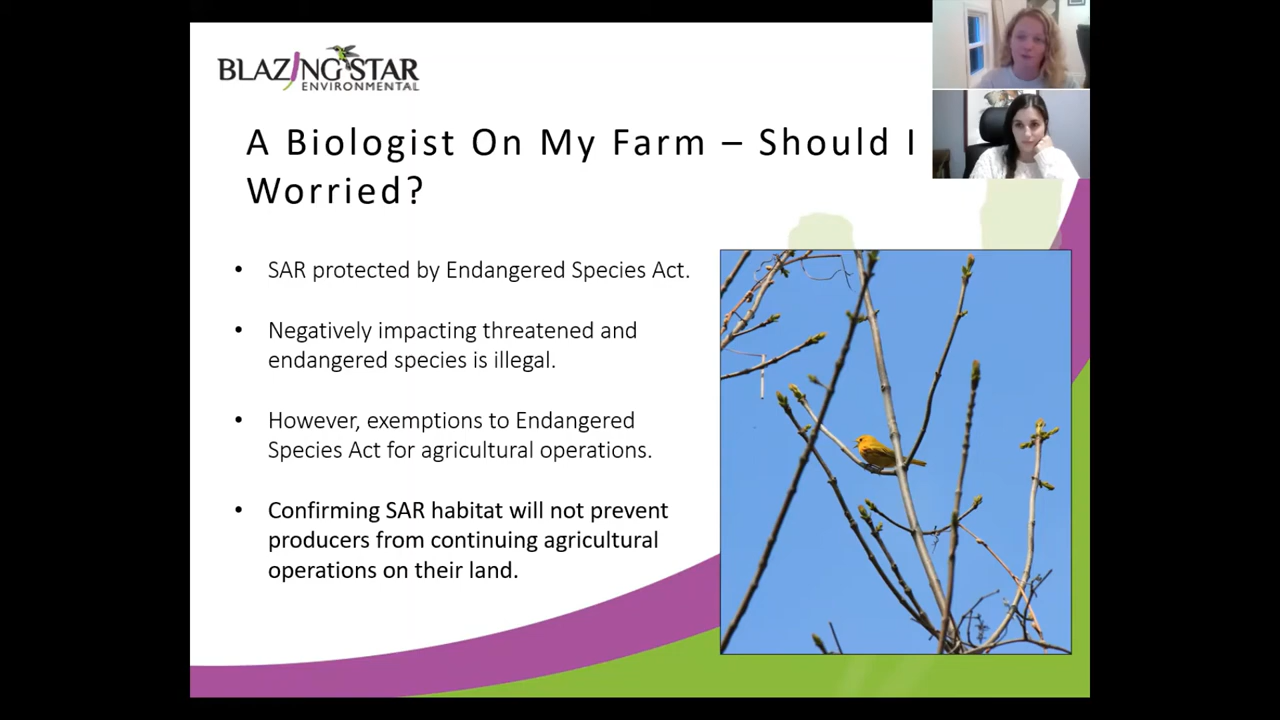 BLAZING STAR
ENVIRONMENTAL
A Biologist On My Farm – Should I
Worried?
• SAR protected by Endangered Species Act.
• Negatively impacting threatened and
endangered species is illegal.
• However, exemptions to Endangered
Species Act for agricultural operations.
• Confirming SAR habitat will not prevent
producers from continuing agricultural
operations on their land.